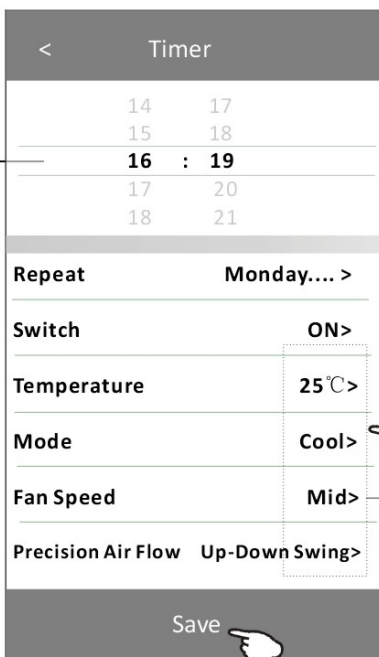 < Timer
14 17
15 18
16 : 19
17 20
18 21
Repeat Monday.... >
Switch ON>
Temperature 25℃>
Mode Cool>
Fan Speed Mid>
Precision Air Flow Up-Down Swing>
Save